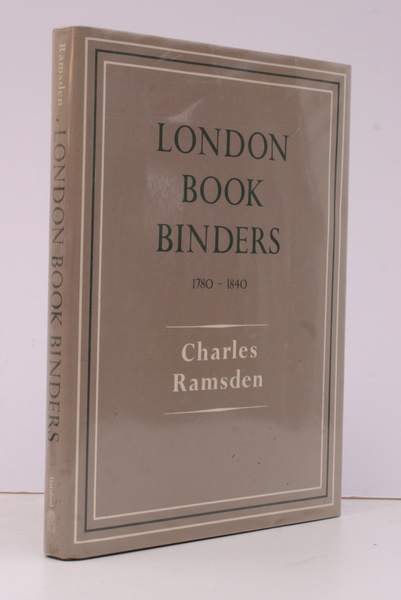 LONDON
BOOK
BINDERS
1780 - 1840
Charles
Ramsden
Ramsden · LONDON BOOK BINDERS